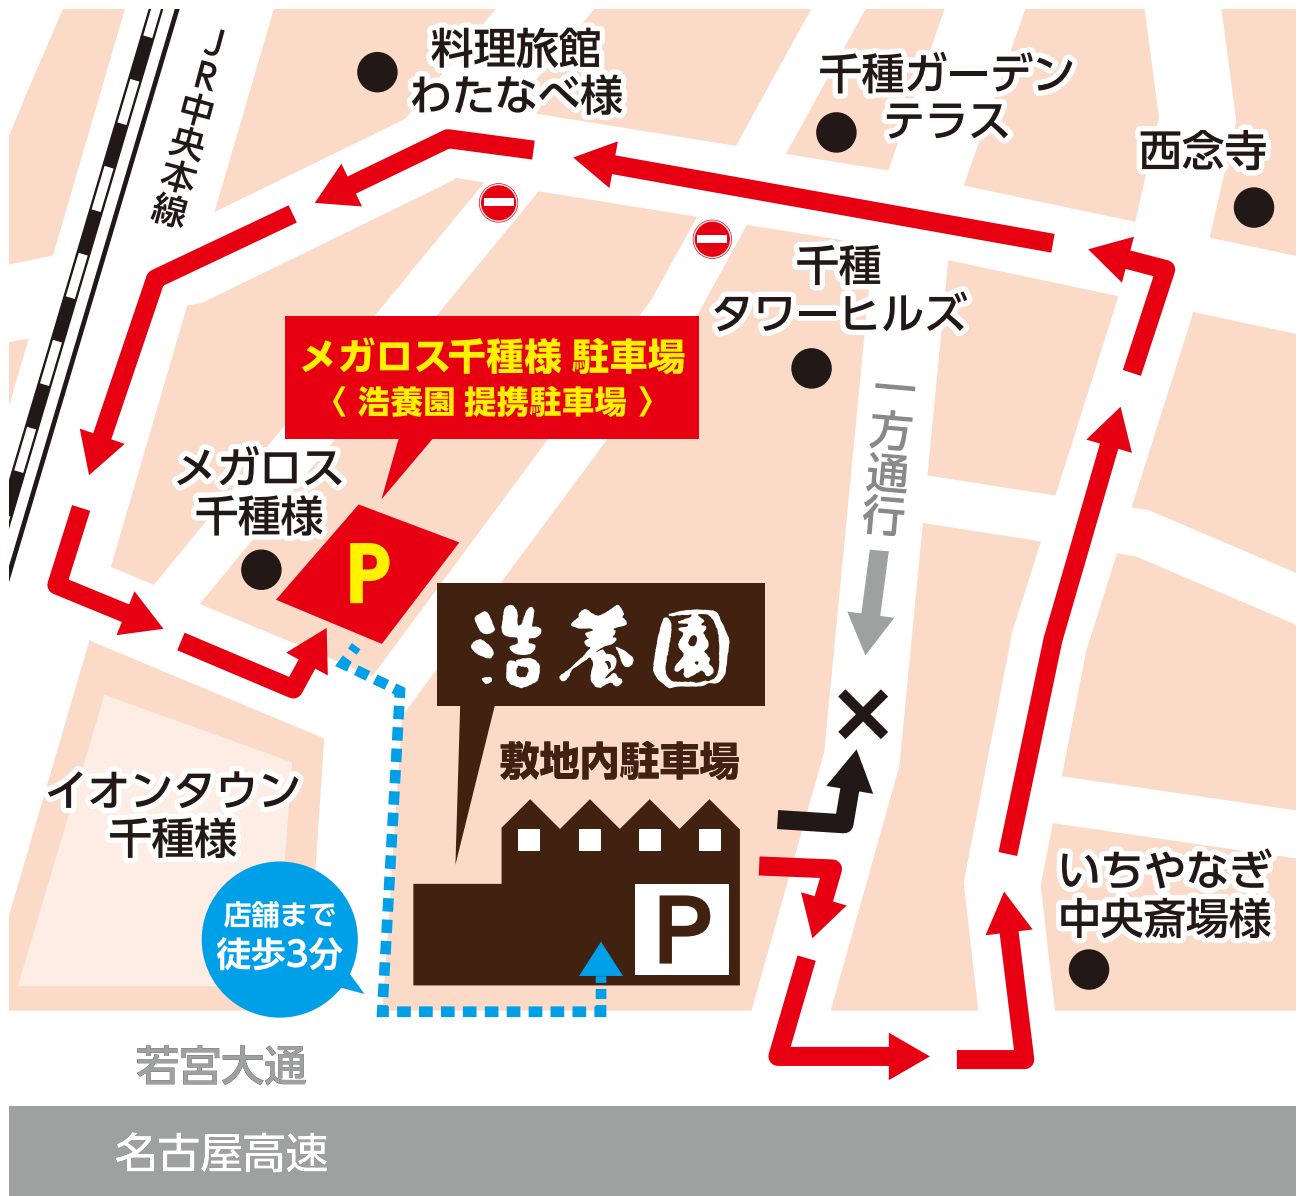 JR中央本線
料理旅館
わたなべ様
千種ガーデン
テラス
西念寺
千種
タワーヒルズ
メガロス千種様 駐車場
〈 浩養園 提携駐車場 〉
一方通行
メガロス
千種様
P
浩養園
敷地内駐車場
イオンタウン
千種様
店舗まで
徒歩3分
P
いちやなぎ
中央斎場様
若宮大通
名古屋高速